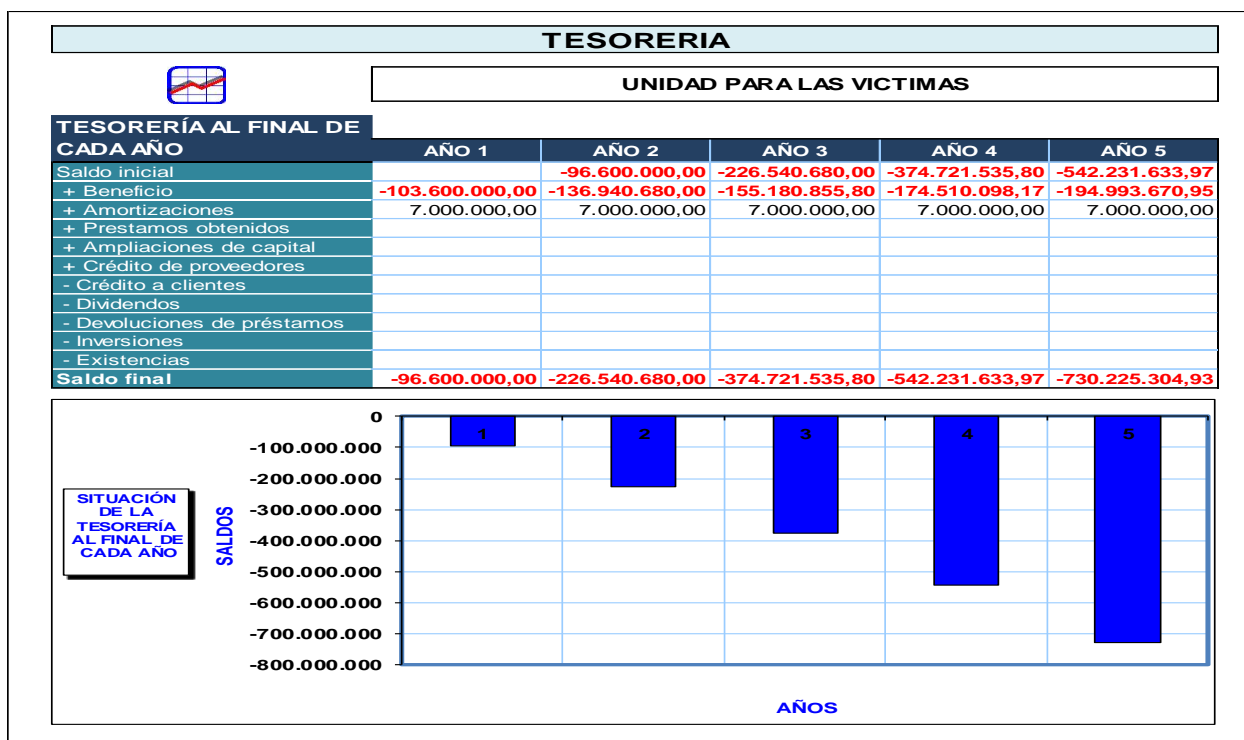 TESORERIA
UNIDAD PARA LAS VICTIMAS
TESORERÍA AL FINAL DE
CADA AÑO AÑO 1 AÑO 2 AÑO 3 AÑO 4 AÑO 5
Saldo inicial -96.600.000,00 -226.540.680,00 -374.721.535,80 -542.231.633,97
+ Beneficio -103.600.000,00 -136.940.680,00 -155.180.855,80 -174.510.098,17 -194.993.670,95
+ Amortizaciones 7.000.000,00 7.000.000,00 7.000.000,00 7.000.000,00 7.000.000,00
+ Prestamos obtenidos
+ Ampliaciones de capital
+ Crédito de proveedores
- Crédito a clientes
- Dividendos
- Devoluciones de préstamos
- Inversiones
- Existencias
Saldo final -96.600.000,00 -226.540.680,00 -374.721.535,80 -542.231.633,97 -730.225.304,93
SITUACIÓN
DE LA
TESORERÍA
AL FINAL DE
CADA AÑO
SALDOS
0
-100.000.000
-200.000.000
-300.000.000
-400.000.000
-500.000.000
-600.000.000
-700.000.000
-800.000.000
1 2 3 4 5
AÑOS